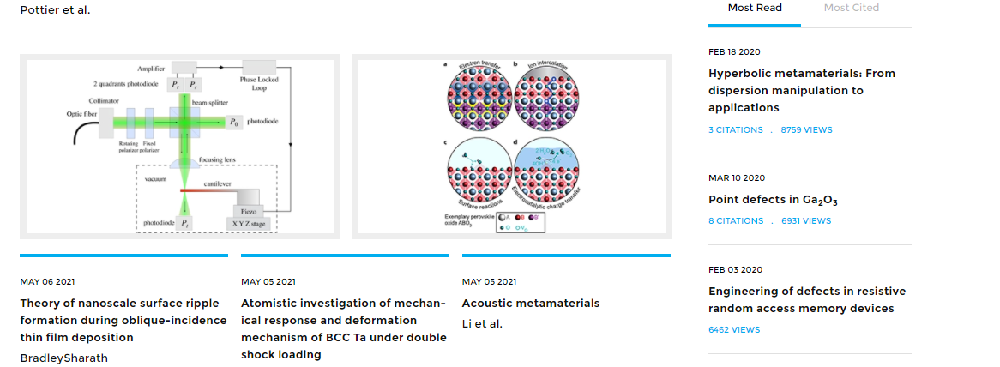 Pottier et al.
Amplifier
Phase Locked
Loop
2 quadrants photodiode
Collimator
beam splitter
Optic fiber
P₀ photodiode
Rotating Fixed
polarizer polarizer
focusing lens
vacuum
cantilever
Piezo
photodiode
X Y Z stage
a
Electron transfer
b
Ion intercalation
c
Surface reactions
d
Electrocatalytic charge transfer
Exemplary perovskite
oxide ABO₃
MAY 06 2021
Theory of nanoscale surface ripple
formation during oblique-incidence
thin film deposition
BradleySharath
MAY 05 2021
Atomistic investigation of mechan-
ical response and deformation
mechanism of BCC Ta under double
shock loading
MAY 05 2021
Acoustic metamaterials
Li et al.
Most Read
Most Cited
FEB 18 2020
Hyperbolic metamaterials: From
dispersion manipulation to
applications
3 CITATIONS . 8759 VIEWS
MAR 10 2020
Point defects in Ga₂O₃
8 CITATIONS . 6931 VIEWS
FEB 03 2020
Engineering of defects in resistive
random access memory devices
6462 VIEWS